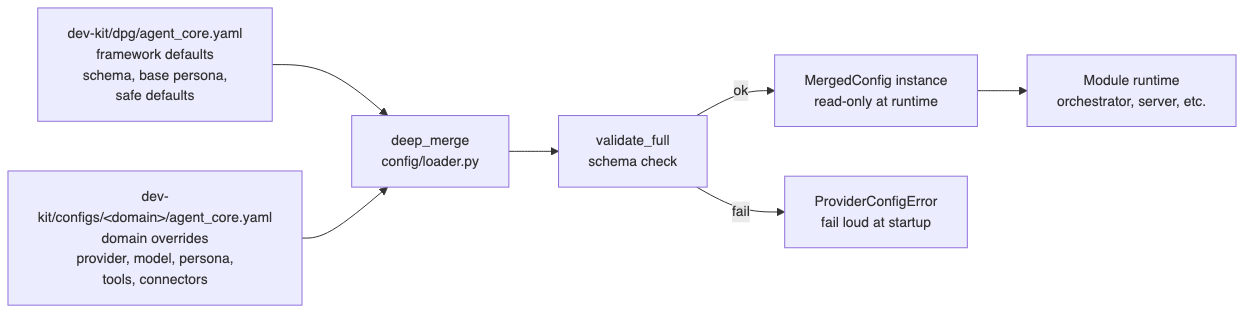 dev-kit/dpg/agent_core.yaml
framework defaults
schema, base persona,
safe defaults
dev-
kit/configs/<domain>/agent_core.yaml
domain overrides
provider, model, persona,
tools, connectors
deep_merge
config/loader.py
validate_full
schema check
ok
fail
MergedConfig instance
read-only at runtime
ProviderConfigError
fail loud at startup
Module runtime
orchestrator, server, etc.